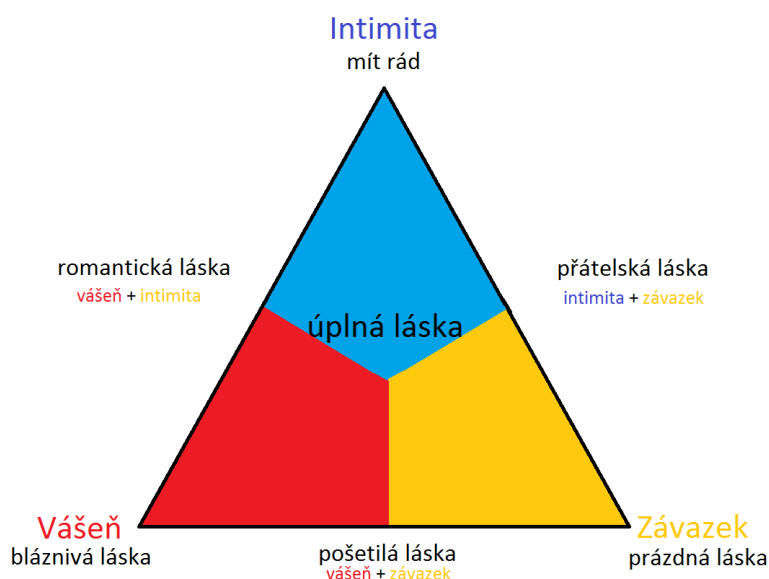 Intimita
mít rád
romantická láska
vášeň + intimita
přátelská láska
intimita + závazek
úplná láska
Vášeň
bláznivá láska
pošetilá láska
vášeň + závazek
Závazek
prázdná láska